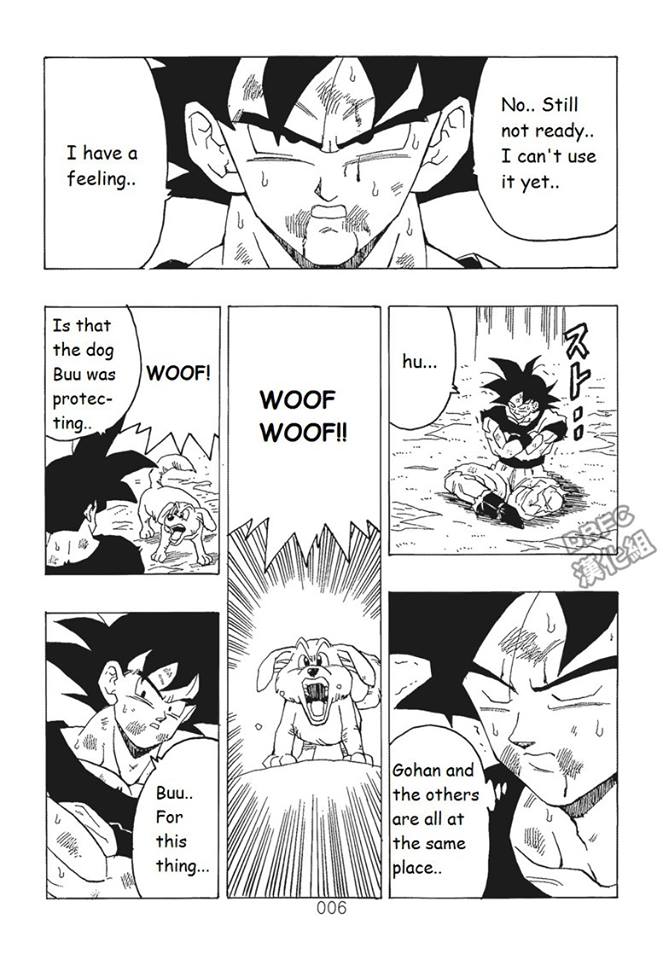 No.. Still
not ready..
I can't use
it yet..
I have a
feeling..
hu...
スト..
漢化組
Gohan and
the others
are all at
the same
place..
WOOF
WOOF!!
WOOF!
Is that
the dog
Buu was
protec-
ting..
Buu..
For
this
thing...
006